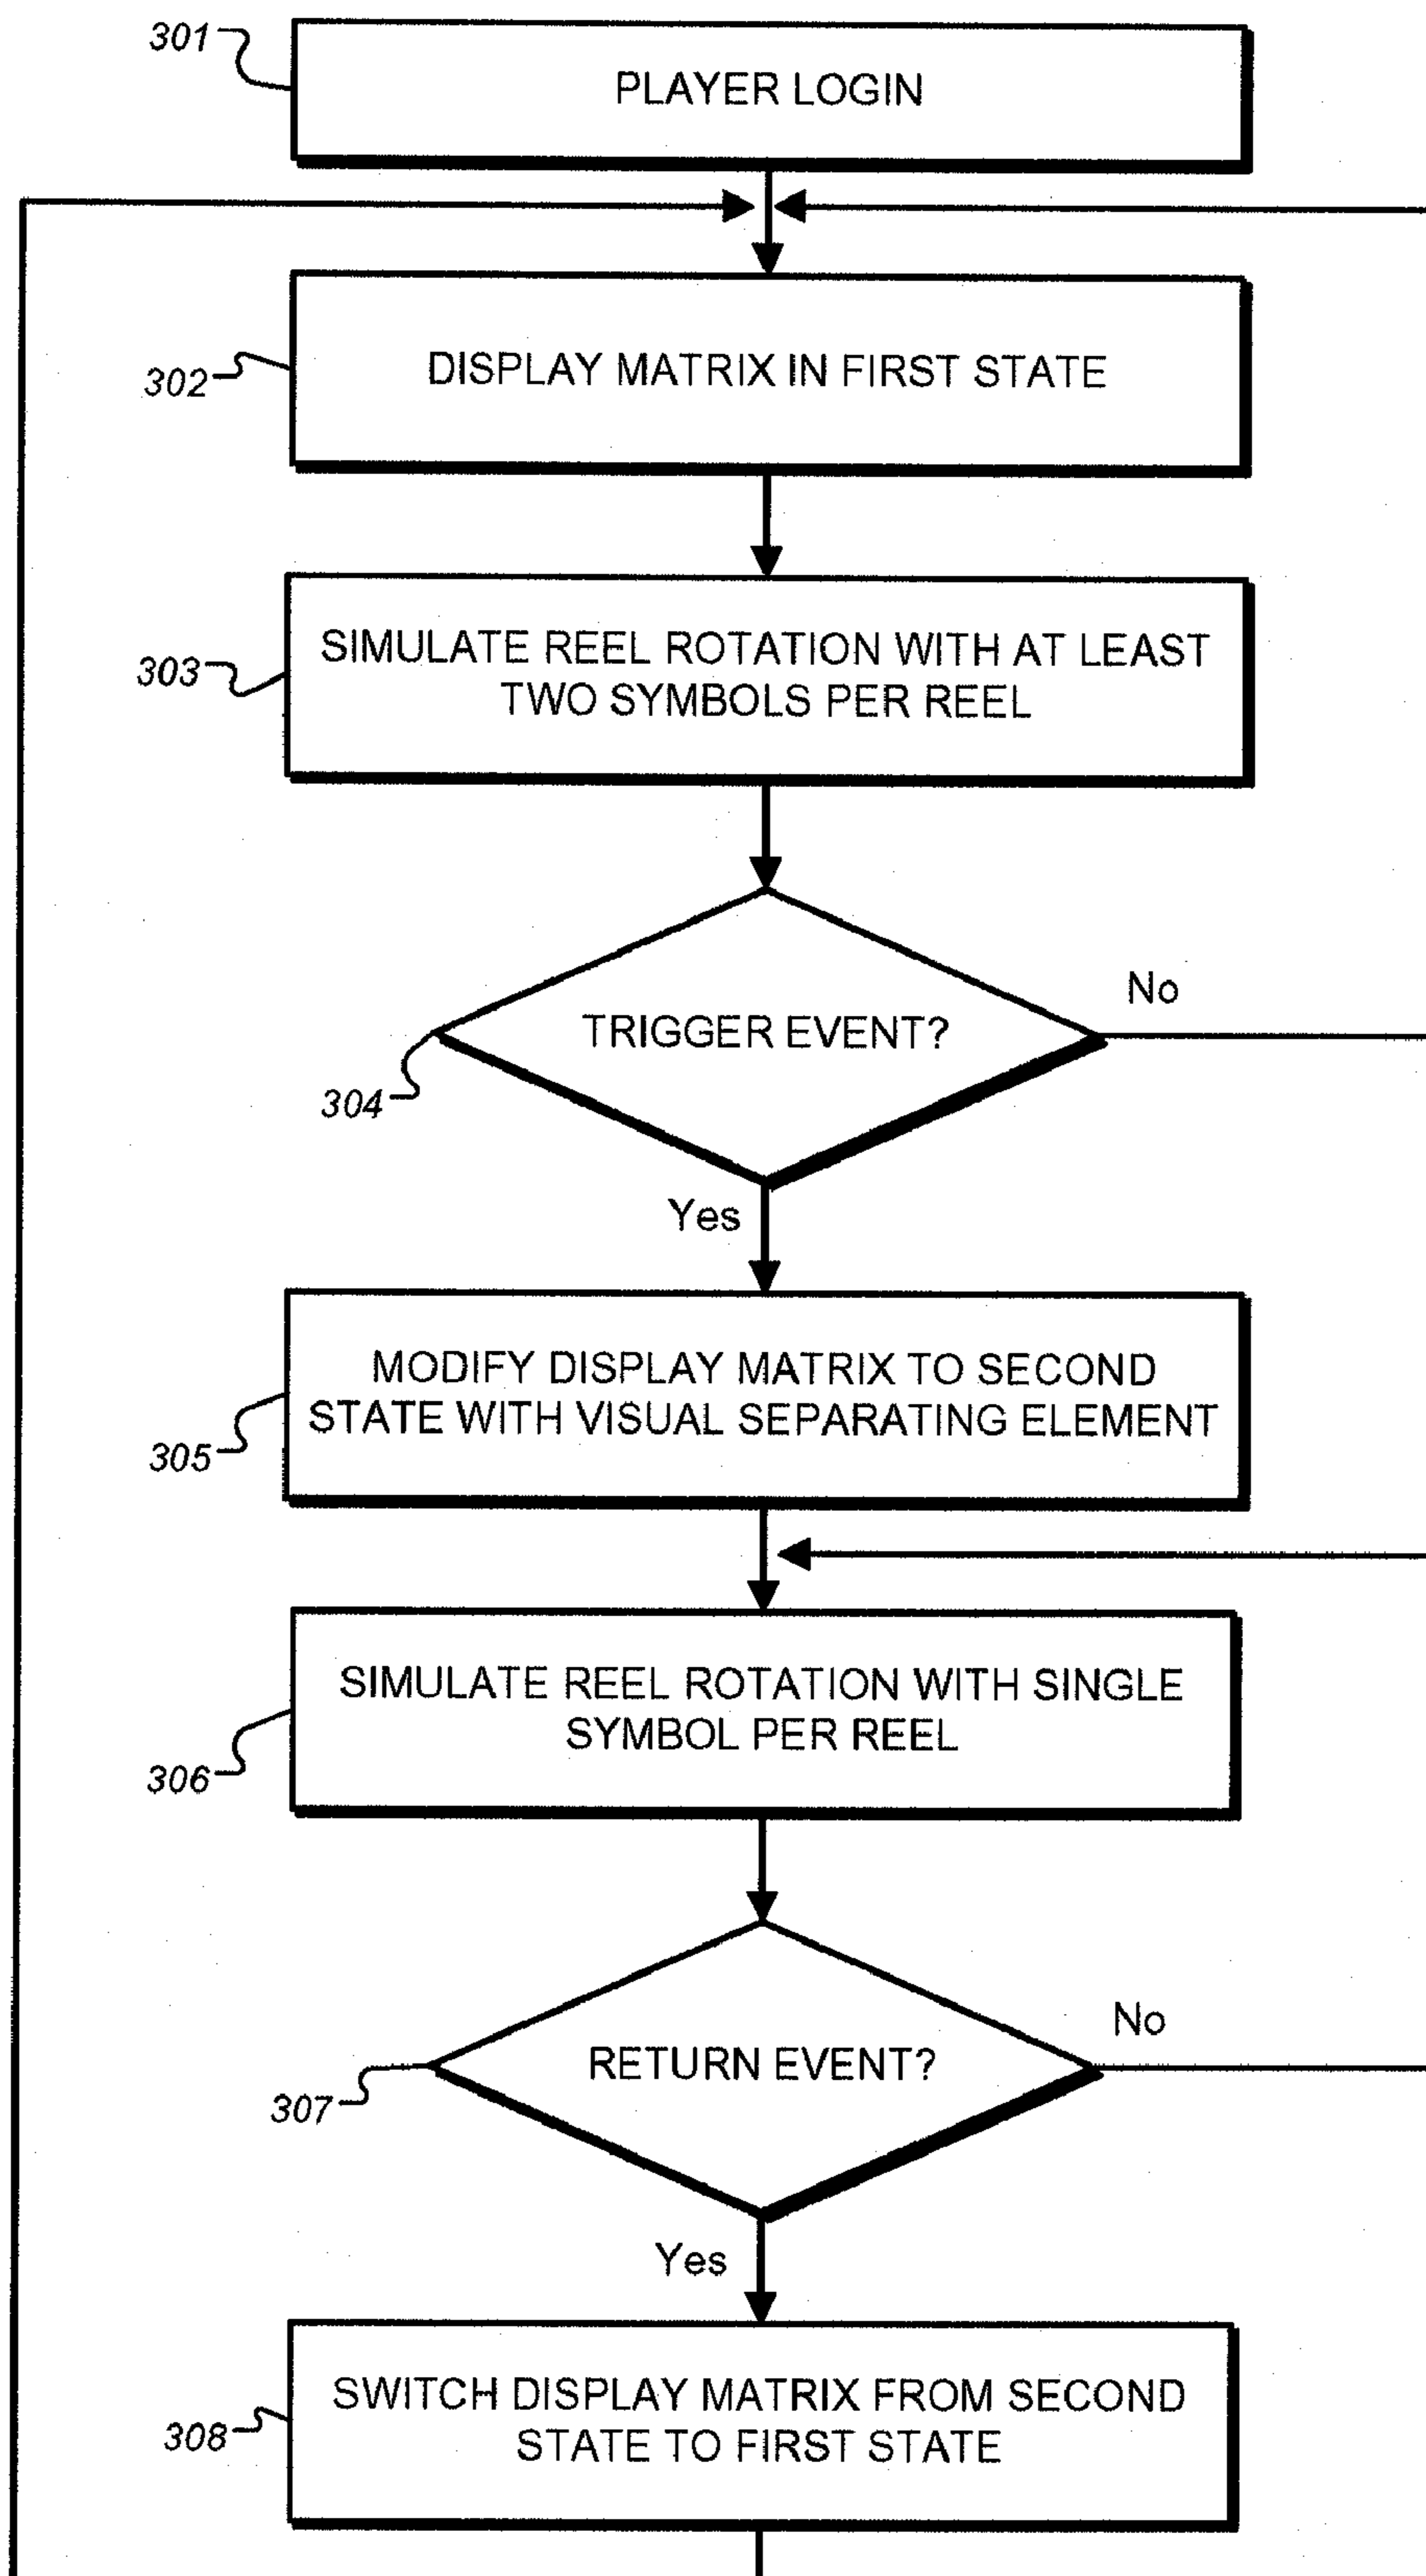 301
PLAYER LOGIN
302
DISPLAY MATRIX IN FIRST STATE
303
SIMULATE REEL ROTATION WITH AT LEAST
TWO SYMBOLS PER REEL
No
TRIGGER EVENT?
304
Yes
MODIFY DISPLAY MATRIX TO SECOND
STATE WITH VISUAL SEPARATING ELEMENT
305
SIMULATE REEL ROTATION WITH SINGLE
SYMBOL PER REEL
306
No
RETURN EVENT?
307
Yes
SWITCH DISPLAY MATRIX FROM SECOND
STATE TO FIRST STATE
308